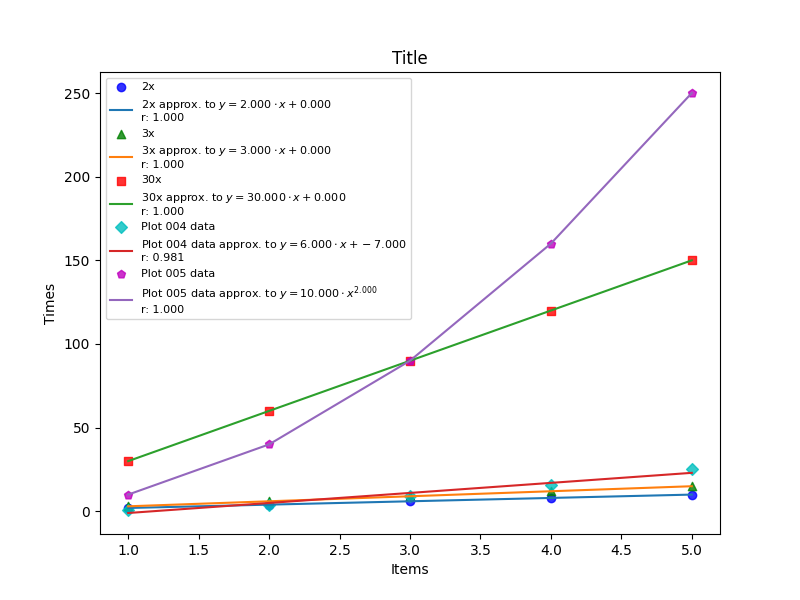 Title
2x
2x approx. to y = 2.000 · x + 0.000
r: 1.000
3x
3x approx. to y = 3.000 · x + 0.000
r: 1.000
30x
30x approx. to y = 30.000 · x + 0.000
r: 1.000
Plot 004 data
Plot 004 data approx. to y = 6.000 · x + −7.000
r: 0.981
Plot 005 data
Plot 005 data approx. to y = 10.000 · x^2.000
r: 1.000
250
200
150
100
50
0
Times
1.0 1.5 2.0 2.5 3.0 3.5 4.0 4.5 5.0
Items